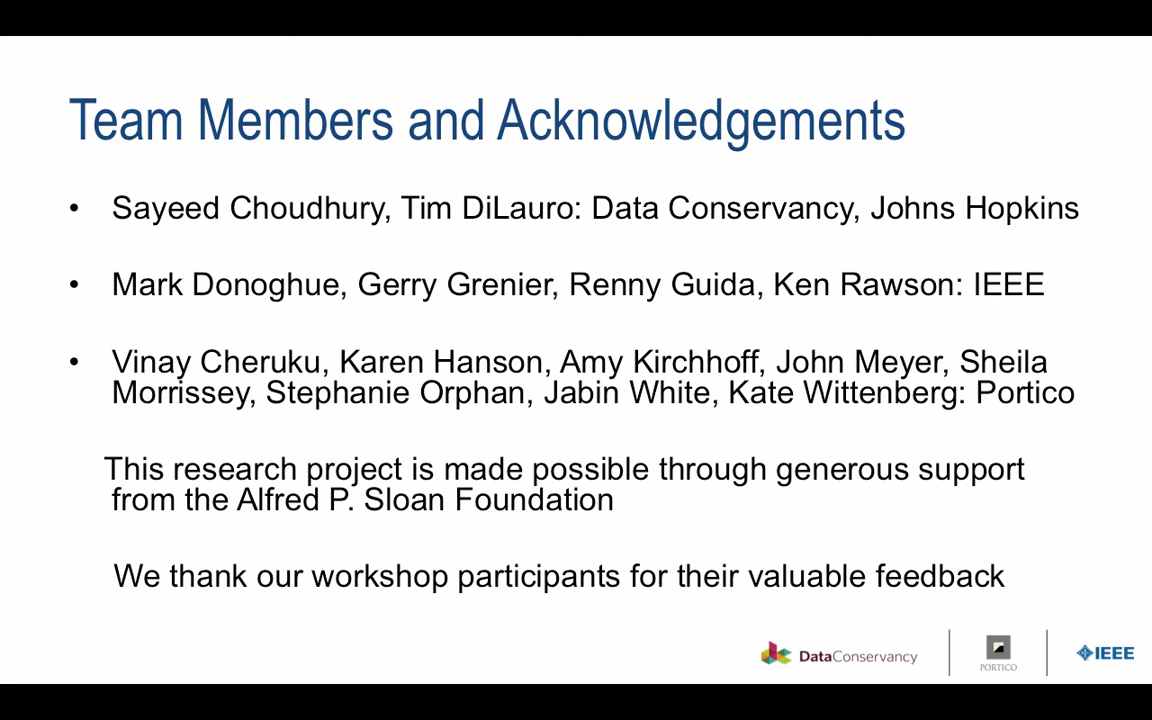 Team Members and Acknowledgements
• Sayeed Choudhury, Tim DiLauro: Data Conservancy, Johns Hopkins
• Mark Donoghue, Gerry Grenier, Renny Guida, Ken Rawson: IEEE
• Vinay Cheruku, Karen Hanson, Amy Kirchhoff, John Meyer, Sheila
Morrissey, Stephanie Orphan, Jabin White, Kate Wittenberg: Portico
This research project is made possible through generous support
from the Alfred P. Sloan Foundation
We thank our workshop participants for their valuable feedback
DataConservancy
PORTICO
IEEE